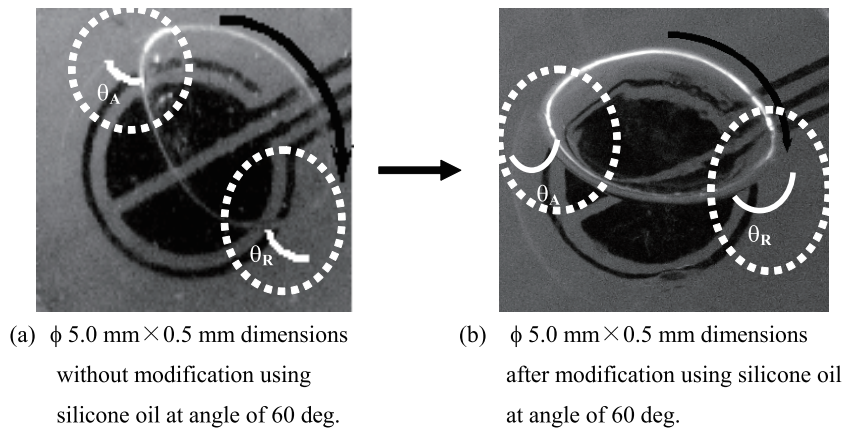 θA
θR
θA
θR
(a) ϕ 5.0 mm×0.5 mm dimensions
without modification using
silicone oil at angle of 60 deg.
(b) ϕ 5.0 mm×0.5 mm dimensions
after modification using silicone oil
at angle of 60 deg.